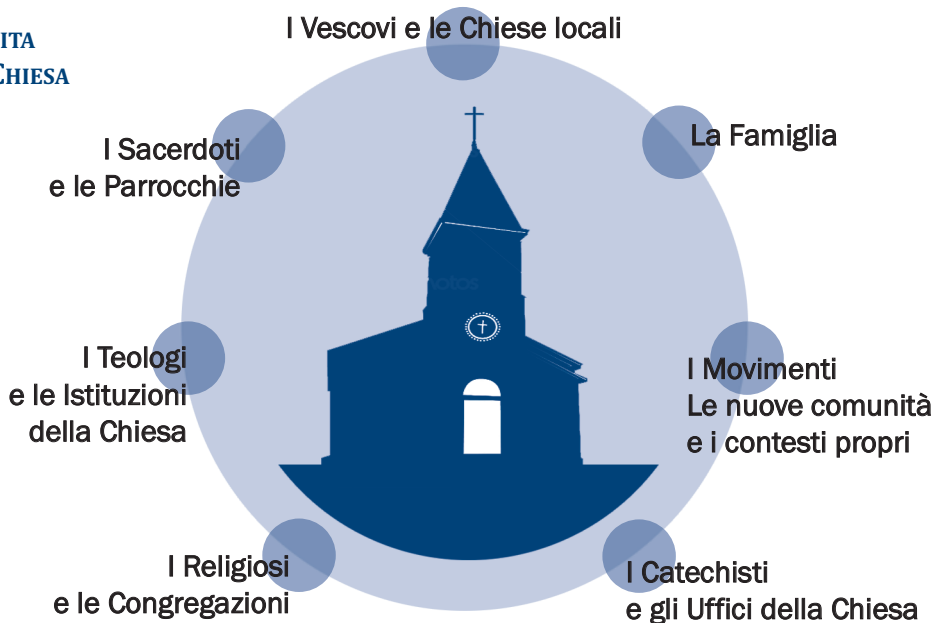 ITA
CHIESA
I Vescovi e le Chiese locali
La Famiglia
I Sacerdoti
e le Parrocchie
I Teologi
e le Istituzioni
della Chiesa
I Movimenti
Le nuove comunità
e i contesti propri
I Religiosi
e le Congregazioni
I Catechisti
e gli Uffici della Chiesa